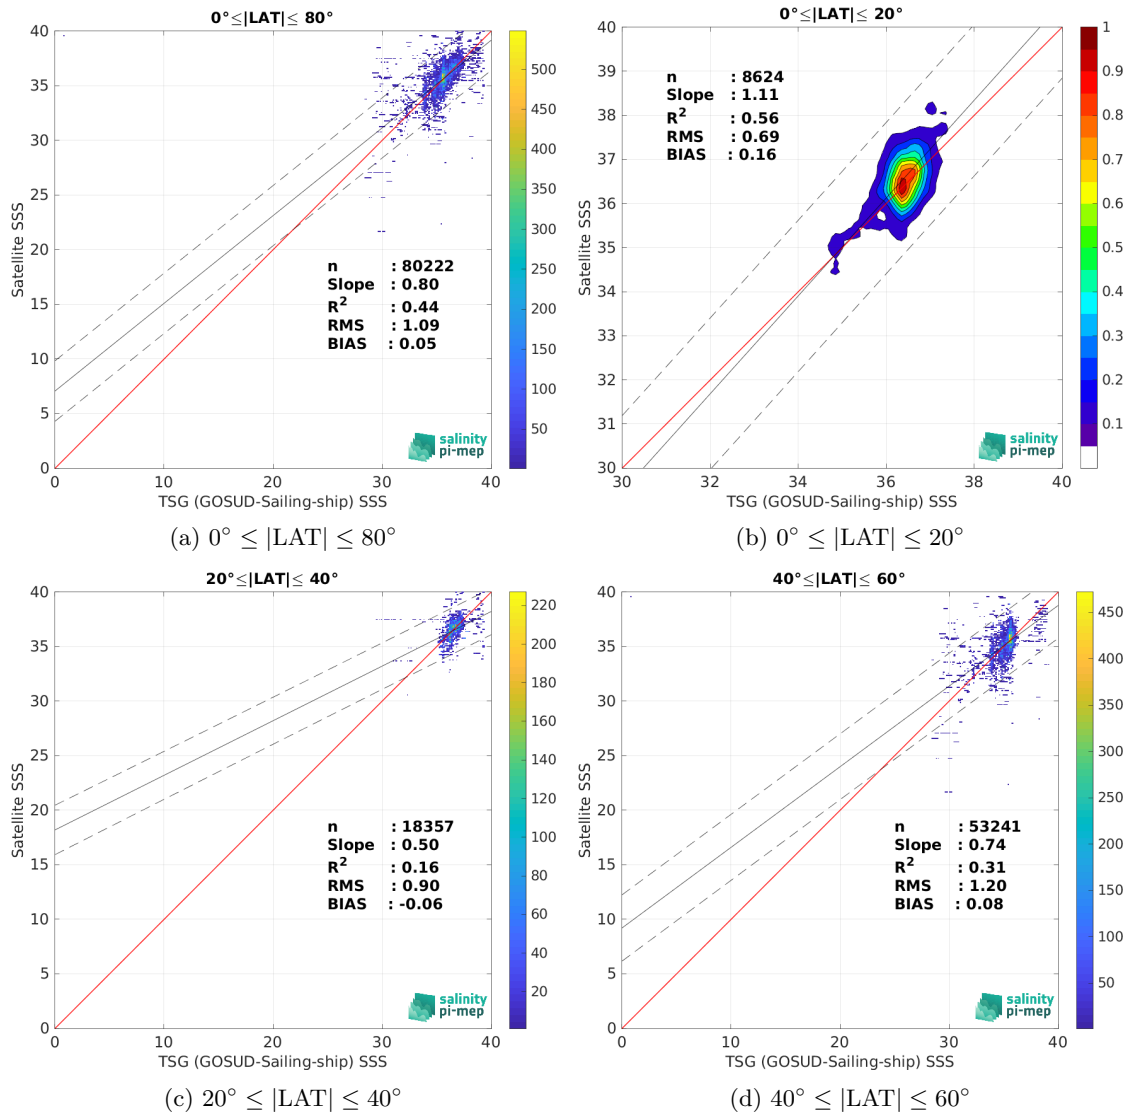 0°≤|LAT|≤ 80°
40
35
30
25
20
15
10
5
0
0
10
20
30
40
Satellite SSS
TSG (GOSUD-Sailing-ship) SSS
n : 80222
Slope : 0.80
R2 : 0.44
RMS : 1.09
BIAS : 0.05
salinity
pi-mep
500
450
400
350
300
250
200
150
100
50
(a) 0° ≤ |LAT| ≤ 80°
0°≤|LAT|≤ 20°
40
39
38
37
36
35
34
33
32
31
30
30
32
34
36
38
40
Satellite SSS
TSG (GOSUD-Sailing-ship) SSS
n : 8624
Slope : 1.11
R2 : 0.56
RMS : 0.69
BIAS : 0.16
salinity
pi-mep
1
0.9
0.8
0.7
0.6
0.5
0.4
0.3
0.2
0.1
(b) 0° ≤ |LAT| ≤ 20°
20°≤|LAT|≤ 40°
40
35
30
25
20
15
10
5
0
0
10
20
30
40
Satellite SSS
TSG (GOSUD-Sailing-ship) SSS
n : 18357
Slope : 0.50
R2 : 0.16
RMS : 0.90
BIAS : -0.06
salinity
pi-mep
220
200
180
160
140
120
100
80
60
40
20
(c) 20° ≤ |LAT| ≤ 40°
40°≤|LAT|≤ 60°
40
35
30
25
20
15
10
5
0
0
10
20
30
40
Satellite SSS
TSG (GOSUD-Sailing-ship) SSS
n : 53241
Slope : 0.74
R2 : 0.31
RMS : 1.20
BIAS : 0.08
salinity
pi-mep
450
400
350
300
250
200
150
100
50
(d) 40° ≤ |LAT| ≤ 60°